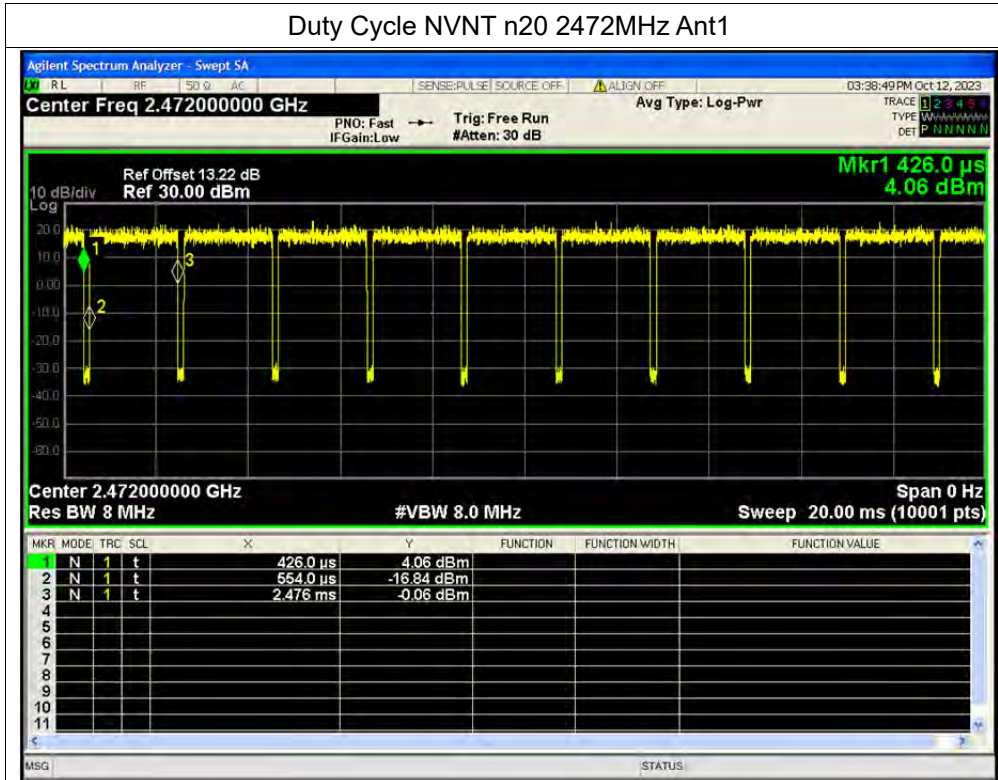 Duty Cycle NVNT n20 2472MHz Ant1
Agilent Spectrum Analyzer - Swept SA
RL RF 50 Ω AC SENSE:PULSE SOURCE OFF ALIGN OFF 03:38:49 PM Oct 12, 2023
Center Freq 2.472000000 GHz Avg Type: Log-Pwr TRACE 1 2 3 4 5 6
PNO: Fast Trig: Free Run TYPE W
IFGain:Low #Atten: 30 dB DET P N N N N N
Mkr1 426.0 µs
Ref Offset 13.22 dB
10 dB/div Ref 30.00 dBm 4.06 dBm
Log
20.0
10.0
0.00
-10.0
-20.0
-30.0
-40.0
-50.0
-60.0
1
2
3
Center 2.472000000 GHz Span 0 Hz
Res BW 8 MHz #VBW 8.0 MHz Sweep 20.00 ms (10001 pts)
MKR MODE TRC SCL X Y FUNCTION FUNCTION WIDTH FUNCTION VALUE
1 N 1 t 426.0 µs 4.06 dBm
2 N 1 t 554.0 µs -16.84 dBm
3 N 1 t 2.476 ms -0.06 dBm
4
5
6
7
8
9
10
11
MSG STATUS